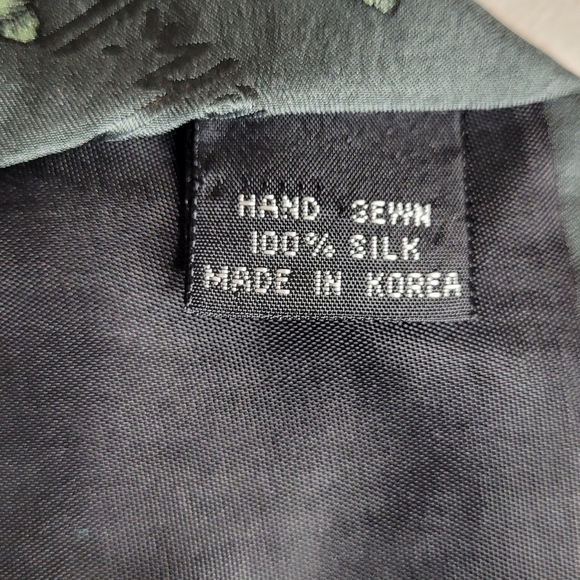 HAND SEWN
100% SILK
MADE IN KOREA